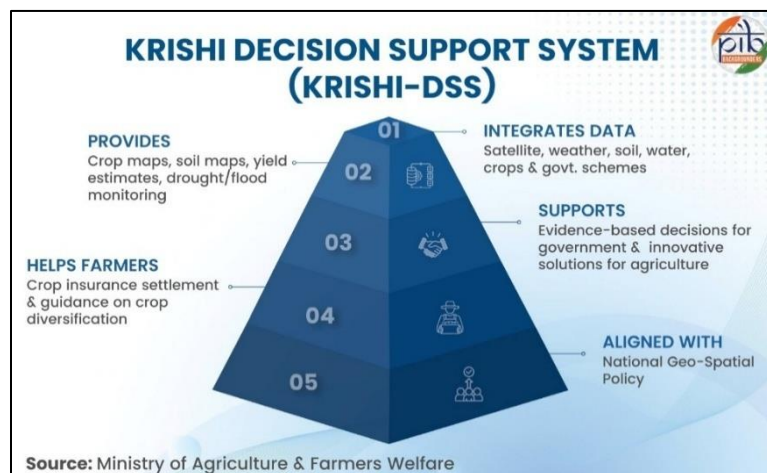 KRISHI DECISION SUPPORT SYSTEM
(KRISHI-DSS)
pib
BACKGROUNDERS
01
INTEGRATES DATA
Satellite, weather, soil, water,
crops & govt. schemes
PROVIDES
Crop maps, soil maps, yield
estimates, drought/flood
monitoring
02
SUPPORTS
Evidence-based decisions for
government & innovative
solutions for agriculture
03
HELPS FARMERS
Crop insurance settlement
& guidance on crop
diversification
04
ALIGNED WITH
National Geo-Spatial
Policy
05
Source: Ministry of Agriculture & Farmers Welfare